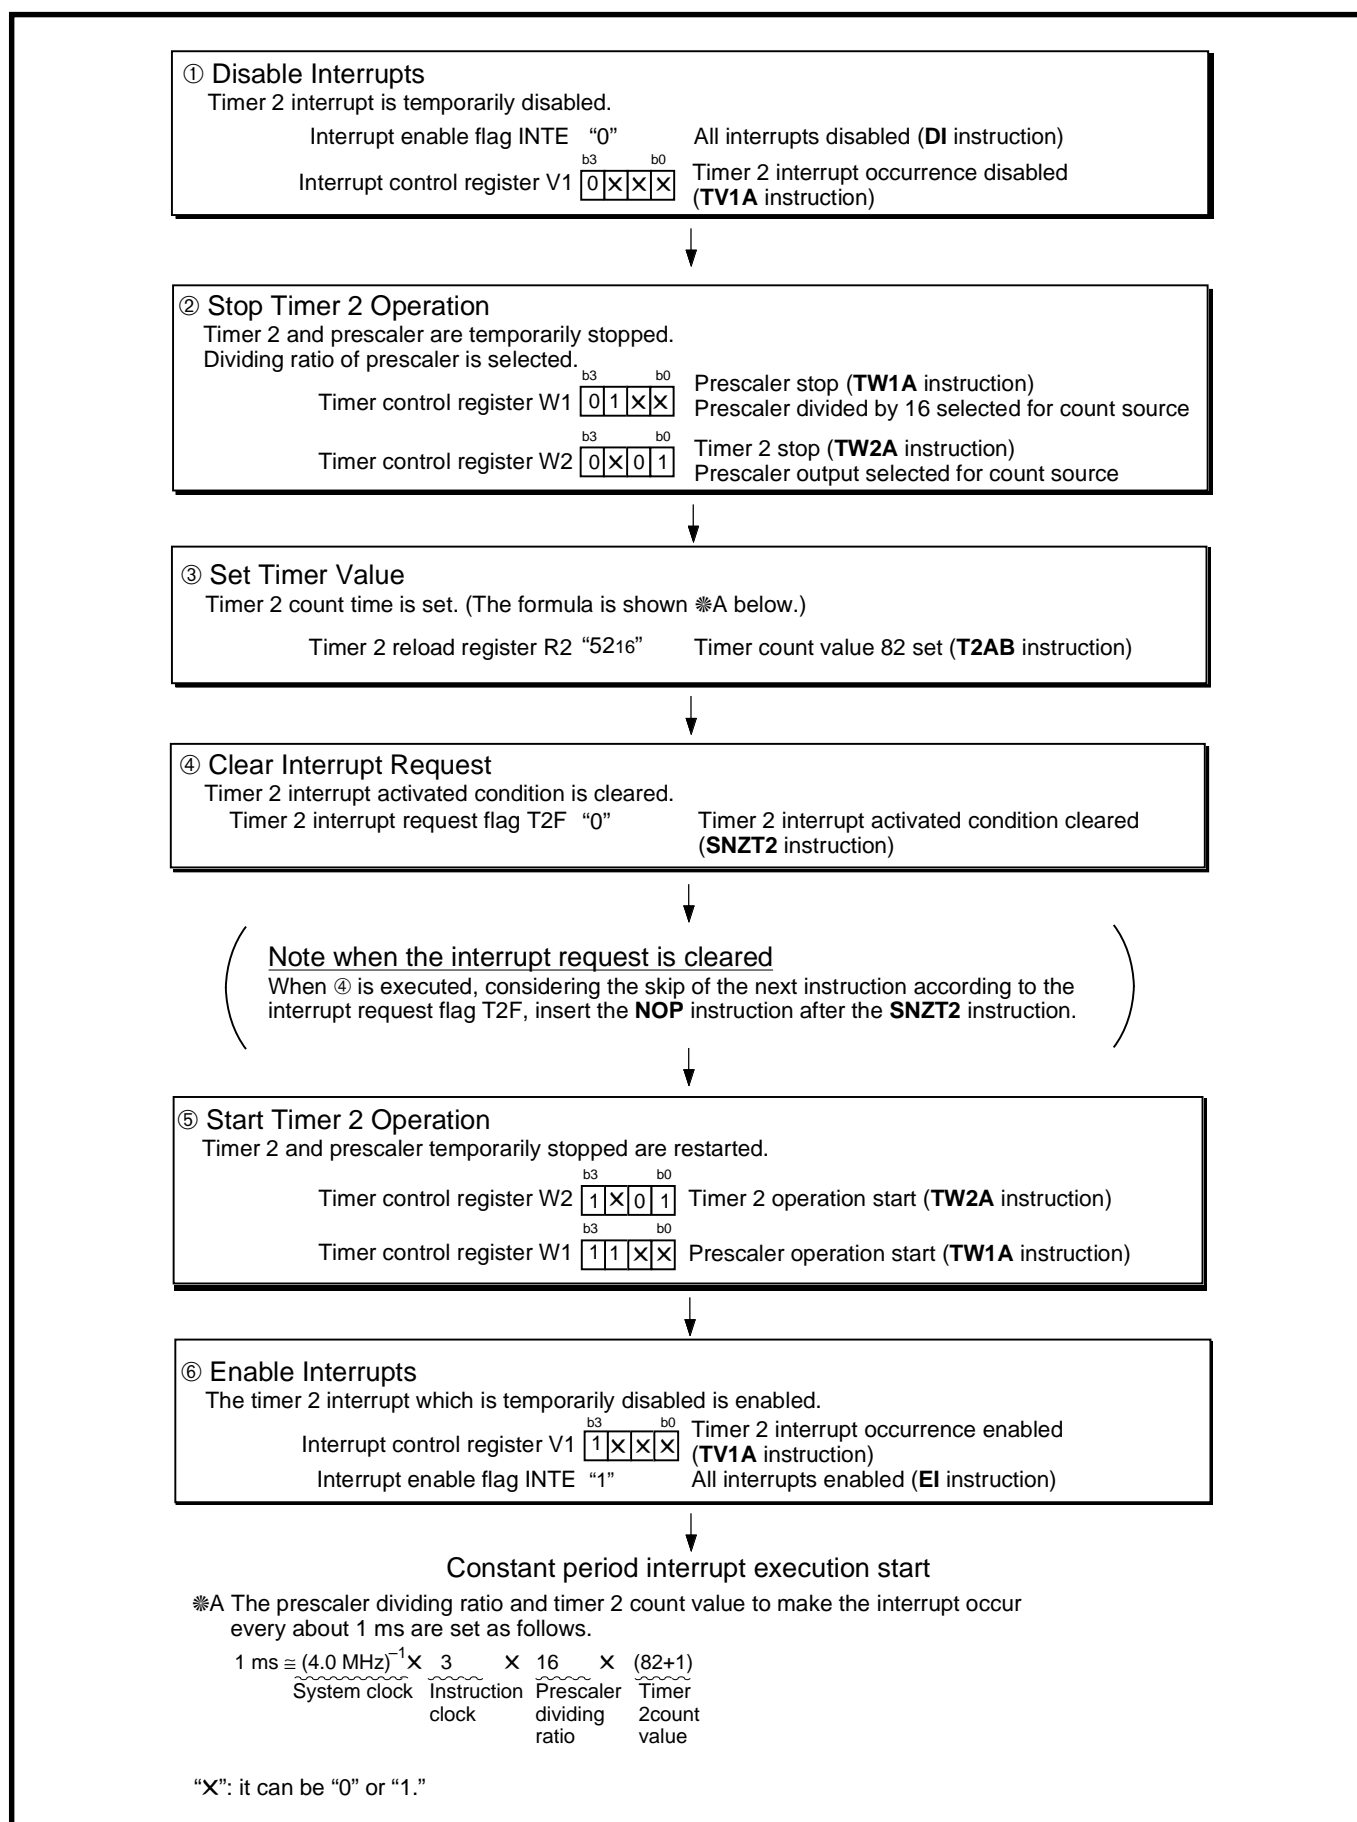 ① Disable Interrupts
Timer 2 interrupt is temporarily disabled.
Interrupt enable flag INTE “0” All interrupts disabled (DI instruction)
b3 b0
Interrupt control register V1 0 ✕ ✕ ✕ Timer 2 interrupt occurrence disabled
(TV1A instruction)
② Stop Timer 2 Operation
Timer 2 and prescaler are temporarily stopped.
Dividing ratio of prescaler is selected.
b3 b0
Timer control register W1 0 1 ✕ ✕ Prescaler stop (TW1A instruction)
Prescaler divided by 16 selected for count source
b3 b0
Timer control register W2 0 ✕ 0 1 Timer 2 stop (TW2A instruction)
Prescaler output selected for count source
③ Set Timer Value
Timer 2 count time is set. (The formula is shown ❋A below.)
Timer 2 reload register R2 “5216” Timer count value 82 set (T2AB instruction)
④ Clear Interrupt Request
Timer 2 interrupt activated condition is cleared.
Timer 2 interrupt request flag T2F “0” Timer 2 interrupt activated condition cleared
(SNZT2 instruction)
Note when the interrupt request is cleared
When ④ is executed, considering the skip of the next instruction according to the
interrupt request flag T2F, insert the NOP instruction after the SNZT2 instruction.
⑤ Start Timer 2 Operation
Timer 2 and prescaler temporarily stopped are restarted.
b3 b0
Timer control register W2 1 ✕ 0 1 Timer 2 operation start (TW2A instruction)
b3 b0
Timer control register W1 1 1 ✕ ✕ Prescaler operation start (TW1A instruction)
⑥ Enable Interrupts
The timer 2 interrupt which is temporarily disabled is enabled.
b3 b0
Interrupt control register V1 1 ✕ ✕ ✕ Timer 2 interrupt occurrence enabled
(TV1A instruction)
Interrupt enable flag INTE “1” All interrupts enabled (EI instruction)
Constant period interrupt execution start
❋A The prescaler dividing ratio and timer 2 count value to make the interrupt occur
every about 1 ms are set as follows.
1 ms ≅ (4.0 MHz)–1 ✕ 3 ✕ 16 ✕ (82+1)
System clock Instruction Prescaler Timer
clock dividing 2count
ratio value
“✕”: it can be “0” or “1.”